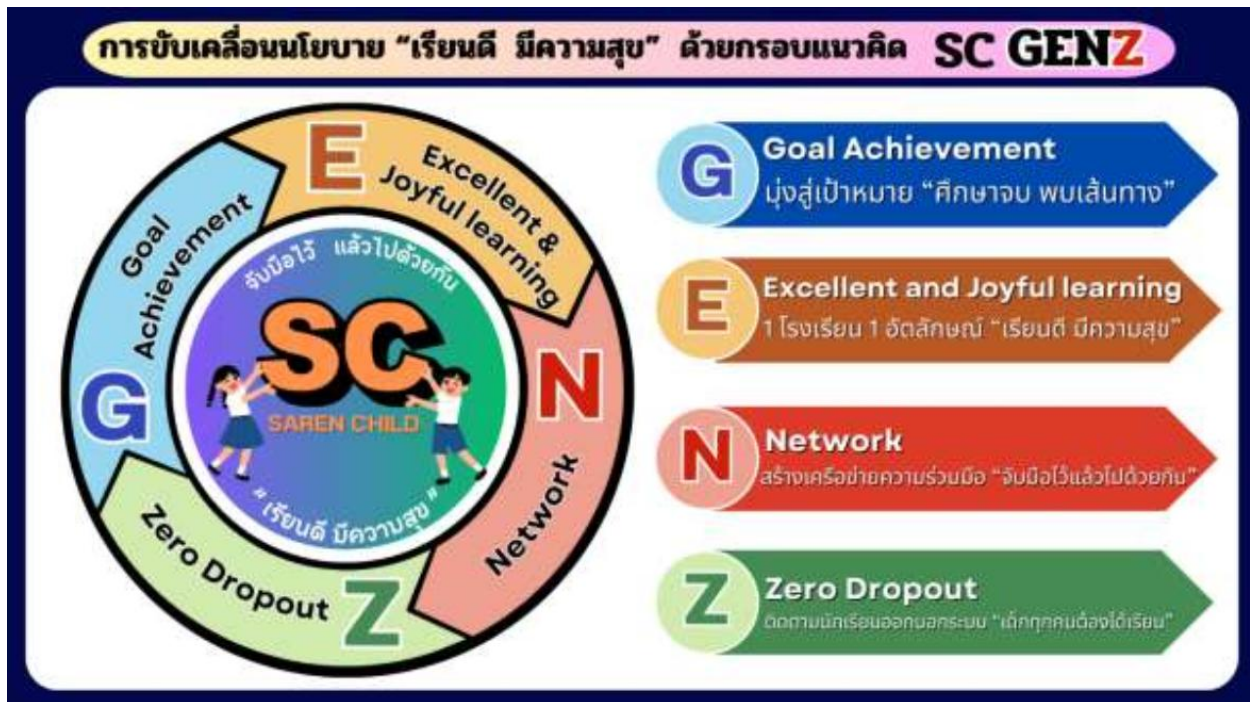 การขับเคลื่อนนโยบาย “เรียนดี มีความสุข” ด้วยกรอบแนวคิด SC GENZ
E
Excellent &
Joyful learning
Goal
Achievement
G
N
Network
Zero Dropout
Z
จับมือไว้ แล้วไปด้วยกัน
SC
SAREN CHILD
“เรียนดี มีความสุข”
G
Goal Achievement
มุ่งสู่เป้าหมาย “ศึกษาจบ พบเส้นทาง”
E
Excellent and Joyful learning
1 โรงเรียน 1 อัตลักษณ์ “เรียนดี มีความสุข”
N
Network
สร้างเครือข่ายความร่วมมือ “จับมือไว้แล้วไปด้วยกัน”
Z
Zero Dropout
ติดตามนักเรียนออกนอกระบบ “เด็กทุกคนต้องได้เรียน”